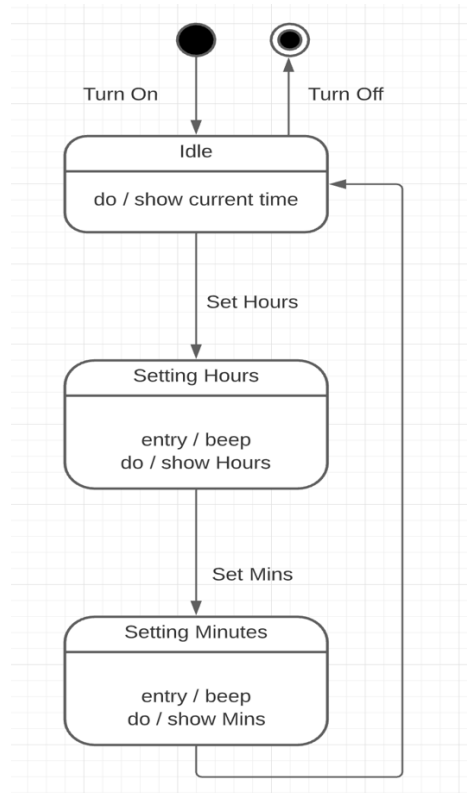 Turn On
Turn Off
Idle
do / show current time
Set Hours
Setting Hours
entry / beep
do / show Hours
Set Mins
Setting Minutes
entry / beep
do / show Mins